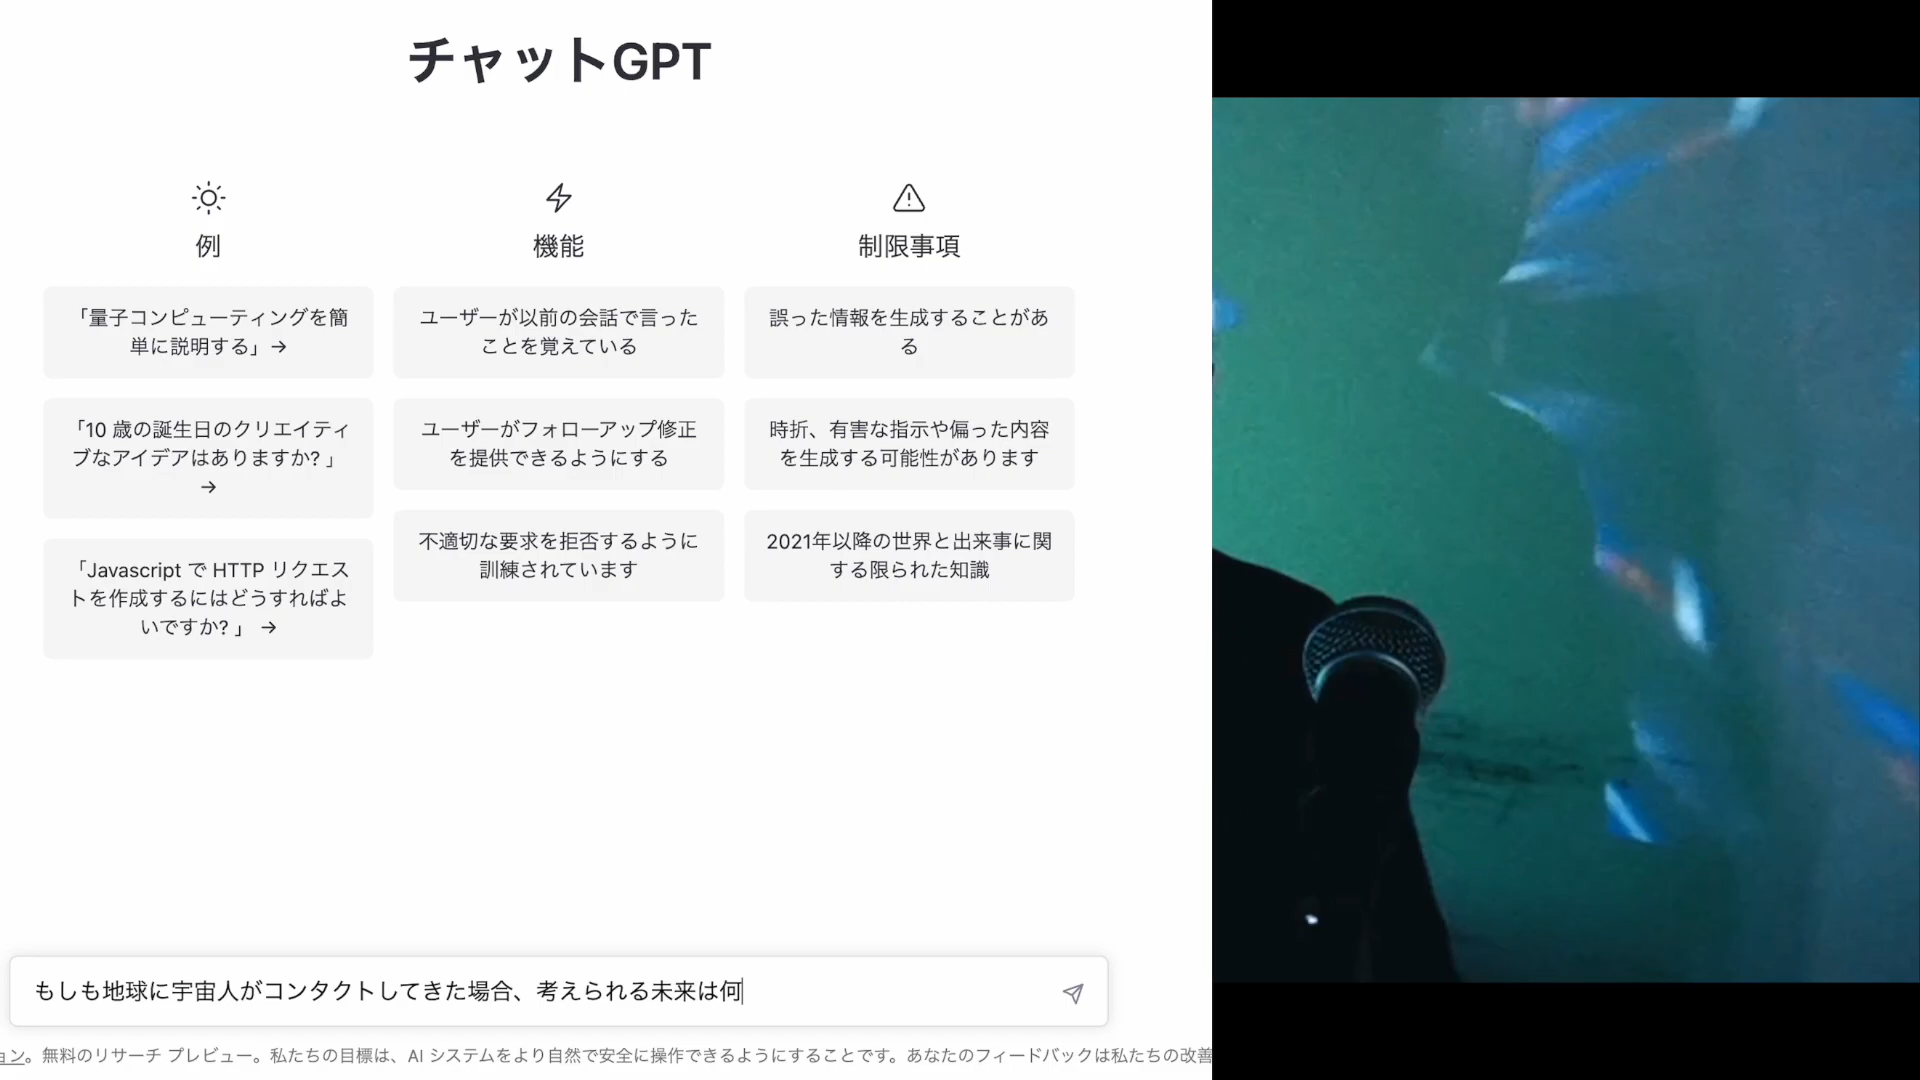 チャットGPT
例
「量子コンピューティングを簡
単に説明する」→
「10 歳の誕生日のクリエイティ
ブなアイデアはありますか? 」
→
「Javascript で HTTP リクエス
トを作成するにはどうすればよ
いですか? 」 →
機能
ユーザーが以前の会話で言った
ことを覚えている
ユーザーがフォローアップ修正
を提供できるようにする
不適切な要求を拒否するように
訓練されています
制限事項
誤った情報を生成することがあ
る
時折、有害な指示や偏った内容
を生成する可能性があります
2021年以降の世界と出来事に関
する限られた知識
もしも地球に宇宙人がコンタクトしてきた場合、考えられる未来は何
ョン。無料のリサーチ プレビュー。私たちの目標は、AI システムをより自然で安全に操作できるようにすることです。あなたのフィードバックは私たちの改善